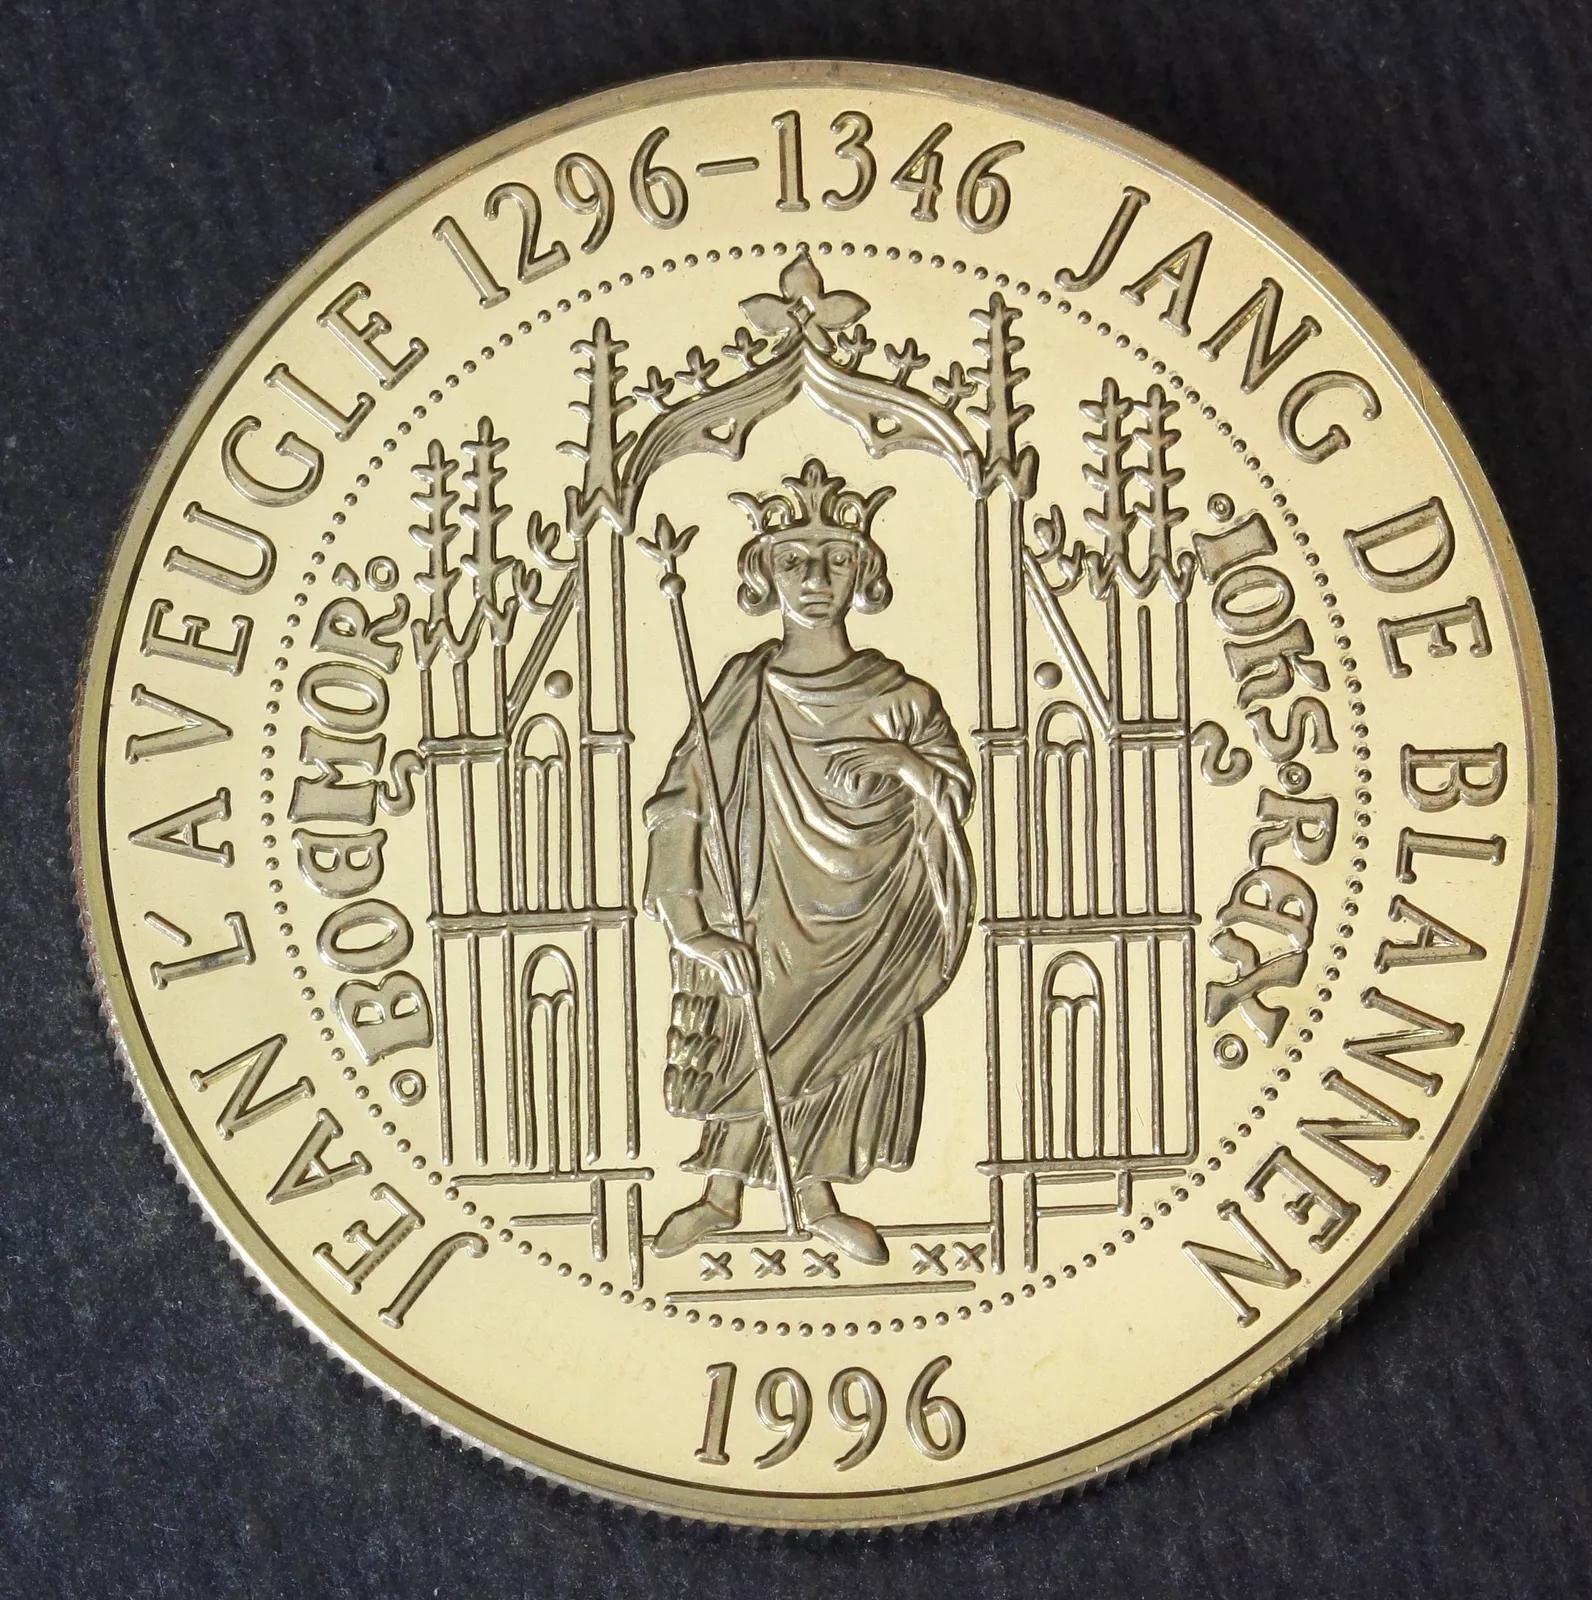 JEAN L'AVEUGLE 1296-1346 JANG DE BLANNEN
BOEMOR'
IOHS REX
1996